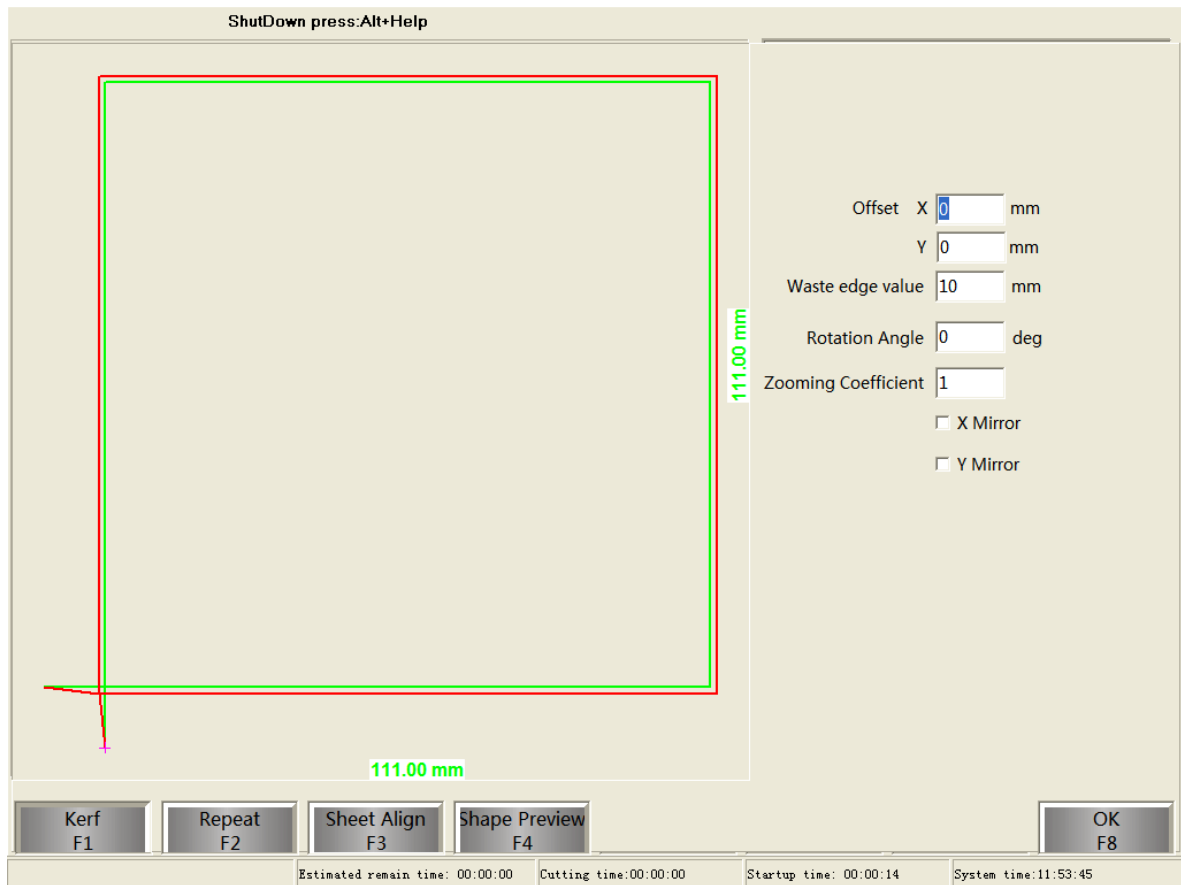 ShutDown press:Alt+Help
Offset X 0 mm
Y 0 mm
Waste edge value 10 mm
Rotation Angle 0 deg
Zooming Coefficient 1
X Mirror
Y Mirror
111.00 mm
111.00 mm
Kerf
F1
Repeat
F2
Sheet Align
F3
Shape Preview
F4
OK
F8
Estimated remain time: 00:00:00 Cutting time:00:00:00 Startup time: 00:00:14 System time:11:53:45